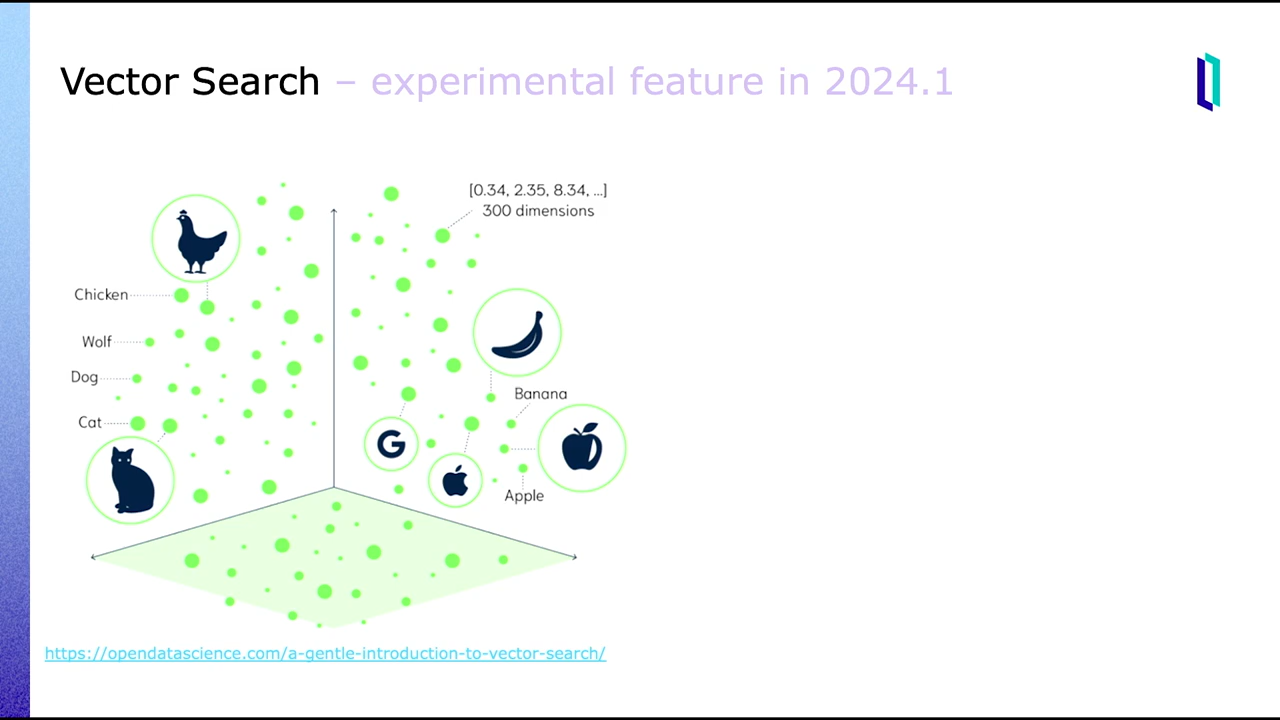 Vector Search – experimental feature in 2024.1
[0.34, 2.35, 8.34, ...]
300 dimensions
Chicken
Wolf
Dog
Banana
Cat
G
Apple
https://opendatascience.com/a-gentle-introduction-to-vector-search/